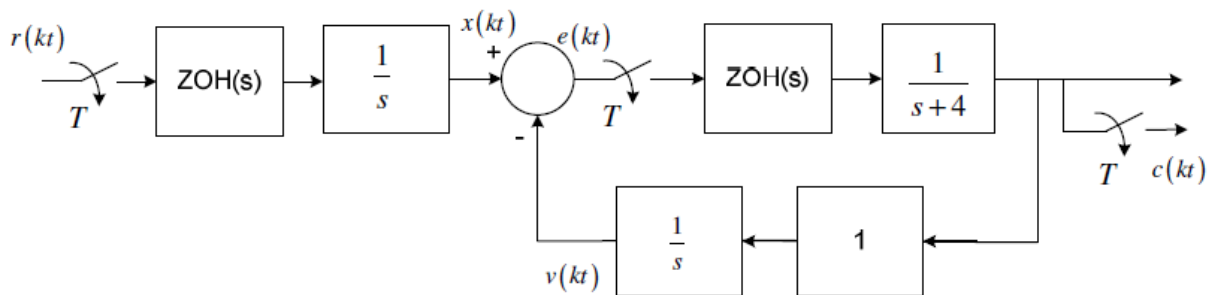 r(kt)
T
ZOH(s)
1
s
x(kt)
+
-
e(kt)
T
ZOH(s)
1
s+4
T
c(kt)
v(kt)
1
s
1